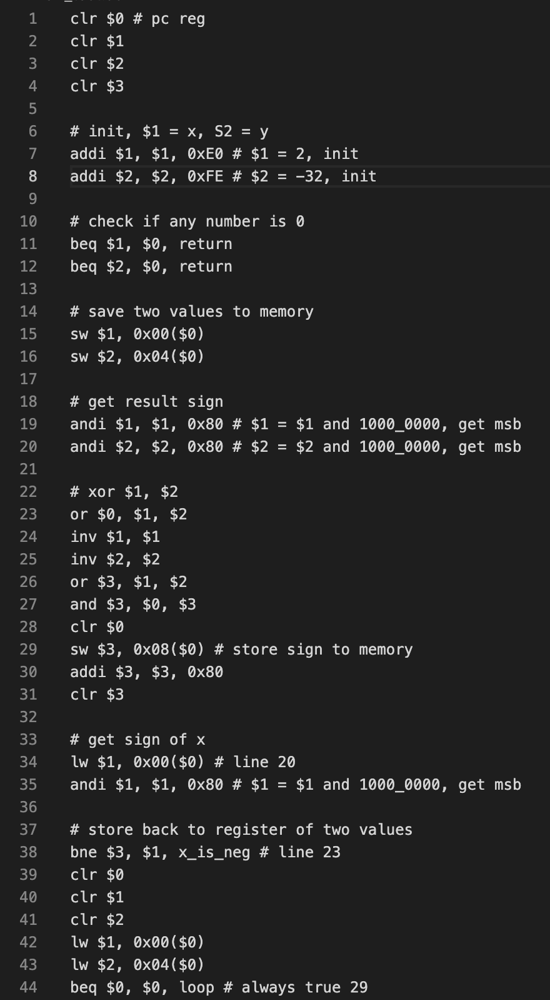 1 clr $0 # pc reg
2 clr $1
3 clr $2
4 clr $3
5
6 # init, $1 = x, S2 = y
7 addi $1, $1, 0xE0 # $1 = 2, init
8 addi $2, $2, 0xFE # $2 = -32, init
9
10 # check if any number is 0
11 beq $1, $0, return
12 beq $2, $0, return
13
14 # save two values to memory
15 sw $1, 0x00($0)
16 sw $2, 0x04($0)
17
18 # get result sign
19 andi $1, $1, 0x80 # $1 = $1 and 1000_0000, get msb
20 andi $2, $2, 0x80 # $2 = $2 and 1000_0000, get msb
21
22 # xor $1, $2
23 or $0, $1, $2
24 inv $1, $1
25 inv $2, $2
26 or $3, $1, $2
27 and $3, $0, $3
28 clr $0
29 sw $3, 0x08($0) # store sign to memory
30 addi $3, $3, 0x80
31 clr $3
32
33 # get sign of x
34 lw $1, 0x00($0) # line 20
35 andi $1, $1, 0x80 # $1 = $1 and 1000_0000, get msb
36
37 # store back to register of two values
38 bne $3, $1, x_is_neg # line 23
39 clr $0
40 clr $1
41 clr $2
42 lw $1, 0x00($0)
43 lw $2, 0x04($0)
44 beq $0, $0, loop # always true 29